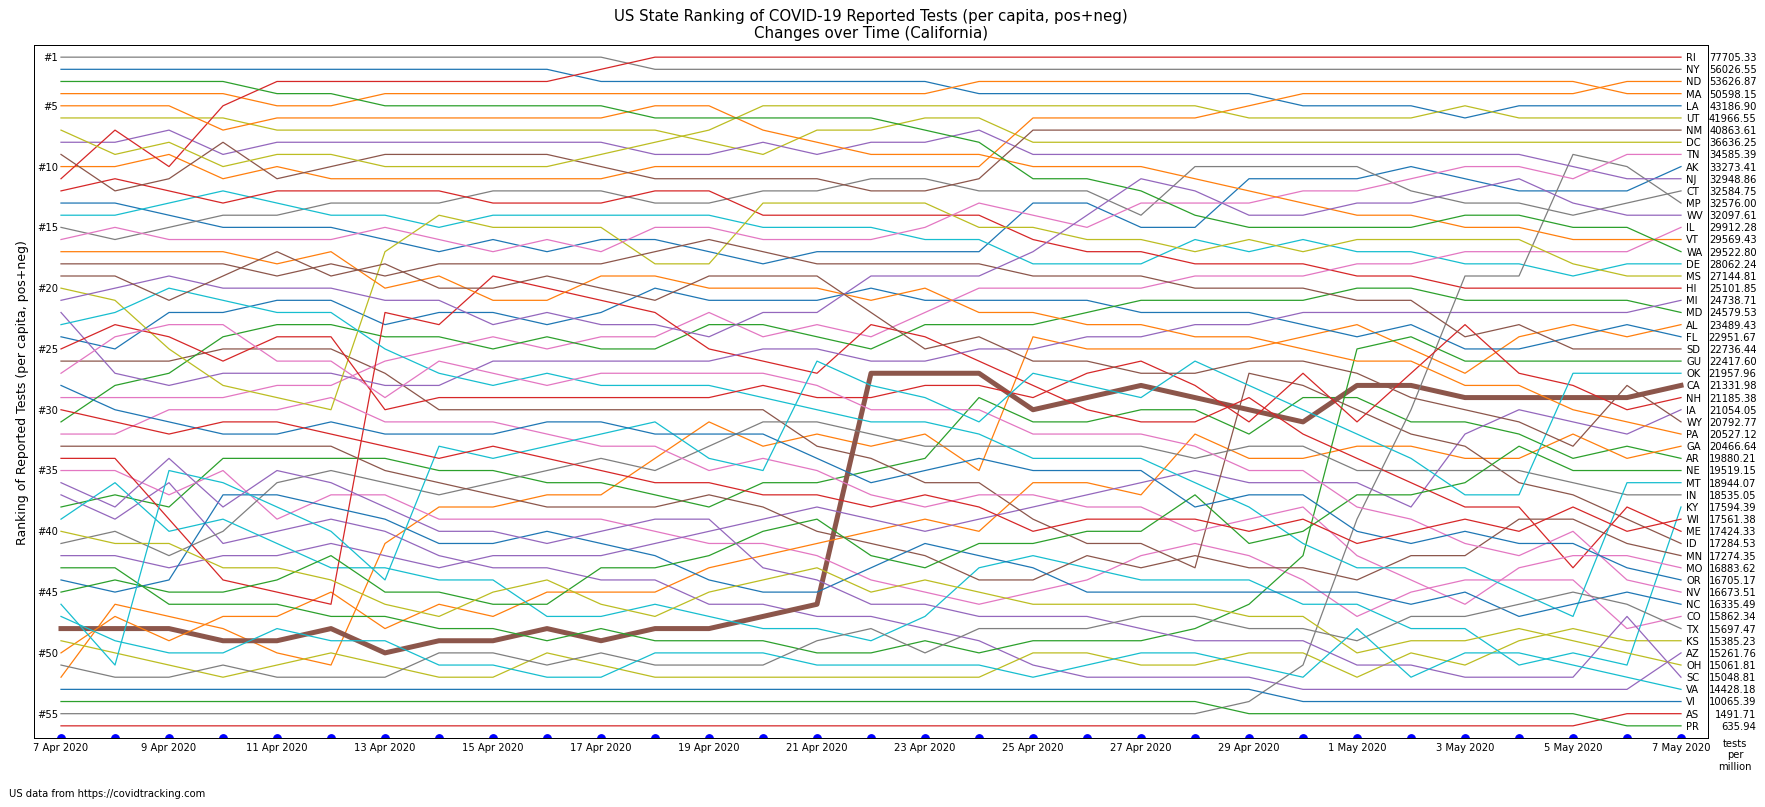 US State Ranking of COVID-19 Reported Tests (per capita, pos+neg)
Changes over Time (California)
Ranking of Reported Tests (per capita, pos+neg)
#1
#5
#10
#15
#20
#25
#30
#35
#40
#45
#50
#55
RI 77705.33
NY 56026.55
ND 53626.87
MA 50598.15
LA 43186.90
UT 41966.55
NM 40863.61
DC 36636.25
TN 34585.39
AK 33273.41
NJ 32948.86
CT 32584.75
MP 32576.00
WV 32097.61
IL 29912.28
VT 29569.43
WA 29522.80
DE 28062.24
MS 27144.81
HI 25101.85
MI 24738.71
MD 24579.53
AL 23489.43
FL 22951.67
SD 22736.44
GU 22417.60
OK 21957.96
CA 21331.98
NH 21185.38
IA 21054.05
WY 20792.77
PA 20527.12
GA 20466.64
AR 19880.21
NE 19519.15
MT 18944.07
IN 18535.05
KY 17594.39
WI 17561.38
ME 17424.33
ID 17284.53
MN 17274.35
MO 16883.62
OR 16705.17
NV 16673.51
NC 16335.49
CO 15862.34
TX 15697.47
KS 15385.23
AZ 15261.76
OH 15061.81
SC 15048.81
VA 14428.18
VI 10065.39
AS 1491.71
PR 635.94
7 Apr 2020
9 Apr 2020
11 Apr 2020
13 Apr 2020
15 Apr 2020
17 Apr 2020
19 Apr 2020
21 Apr 2020
23 Apr 2020
25 Apr 2020
27 Apr 2020
29 Apr 2020
1 May 2020
3 May 2020
5 May 2020
7 May 2020
tests
per
million
US data from https://covidtracking.com